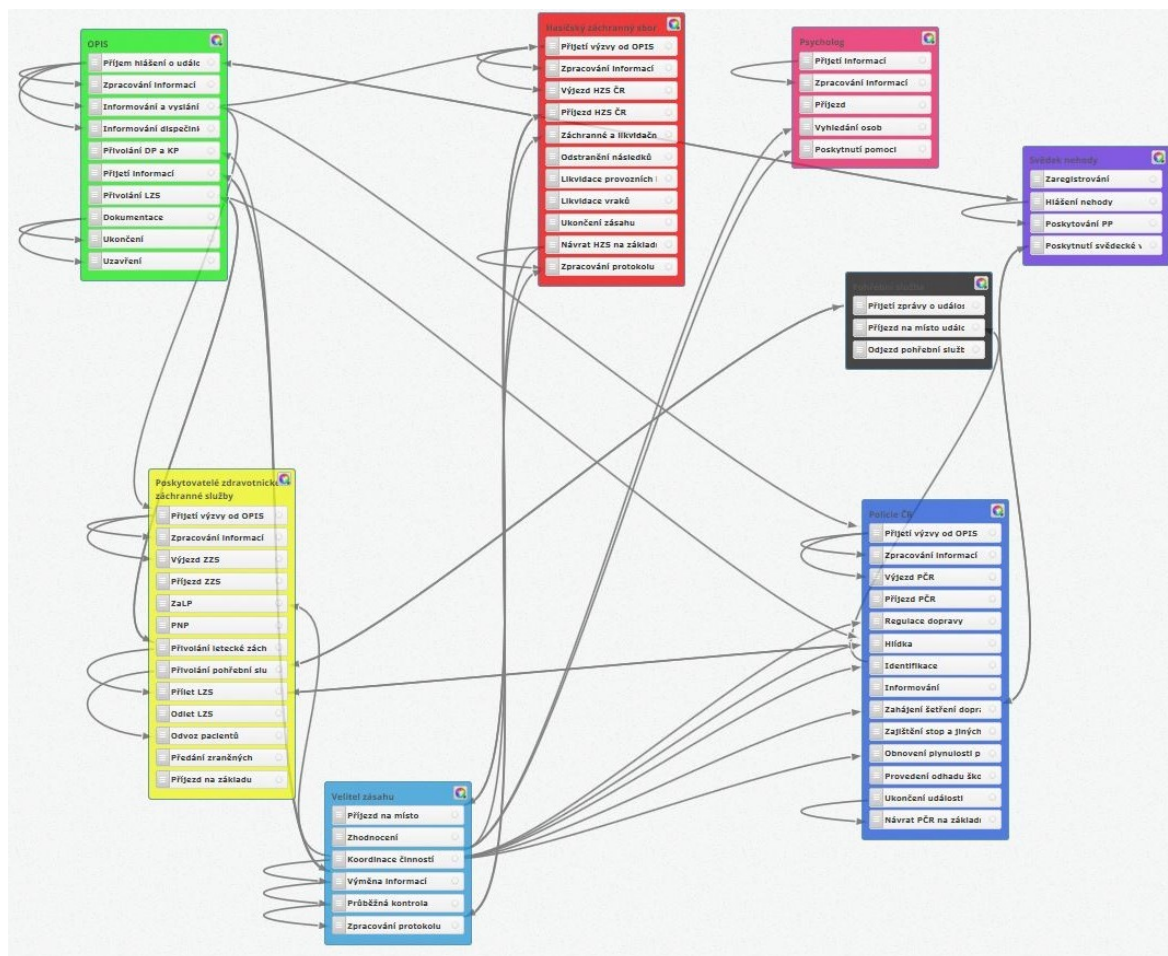 OPIS
Příjem hlášení o událo
Zpracování informací
Informování a vyslání
Informování dispečin
Přivolání DP a KP
Přijetí informací
Přivolání LZS
Dokumentace
Ukončení
Uzavření
Hasičský záchranný sbor
Přijetí výzvy od OPIS
Zpracování informací
Výjezd HZS ČR
Příjezd HZS ČR
Záchranné a likvidačn
Odstranění následků
Likvidace provozních
Likvidace vraků
Ukončení zásahu
Návrat HZS na základn
Zpracování protokolu
Psycholog
Přijetí informací
Zpracování informací
Příjezd
Vyhledání osob
Poskytnutí pomoci
Svědek nehody
Zaregistrování
Hlášení nehody
Poskytování PP
Poskytnutí svědecké v
Pohřební služba
Přijetí zprávy o událos
Příjezd na místo událo
Odjezd pohřební služb
Poskytovatelé zdravotnické
záchranné služby
Přijetí výzvy od OPIS
Zpracování informací
Výjezd ZZS
Příjezd ZZS
ZaLP
PNP
Přivolání letecké zách
Přivolání pohřební slu
Přílet LZS
Odlet LZS
Odvoz pacientů
Předání zraněných
Příjezd na základu
Policie ČR
Přijetí výzvy od OPIS
Zpracování informací
Výjezd PČR
Příjezd PČR
Regulace dopravy
Hlídka
Identifikace
Informování
Zahájení šetření dopra
Zajištění stop a jiných
Obnovení plynulosti p
Provedení odhadu ško
Ukončení události
Návrat PČR na základn
Velitel zásahu
Příjezd na místo
Zhodnocení
Koordinace činností
Výměna informací
Průběžná kontrola
Zpracování protokolu